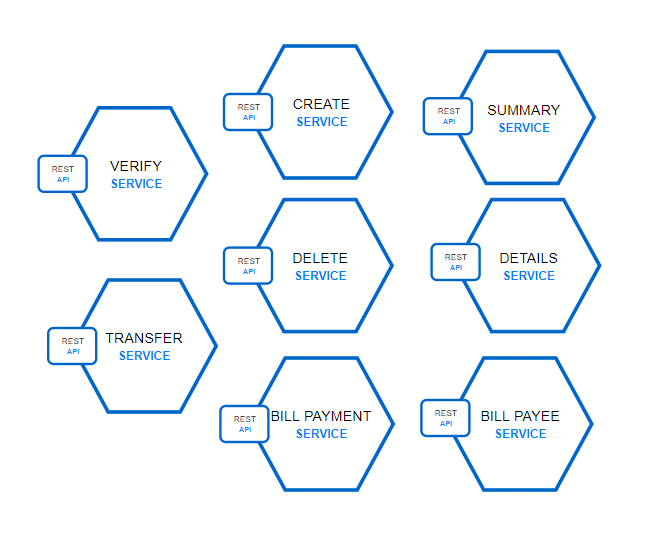 REST
API
VERIFY
SERVICE
REST
API
CREATE
SERVICE
REST
API
SUMMARY
SERVICE
REST
API
DELETE
SERVICE
REST
API
DETAILS
SERVICE
REST
API
TRANSFER
SERVICE
REST
API
BILL PAYMENT
SERVICE
REST
API
BILL PAYEE
SERVICE